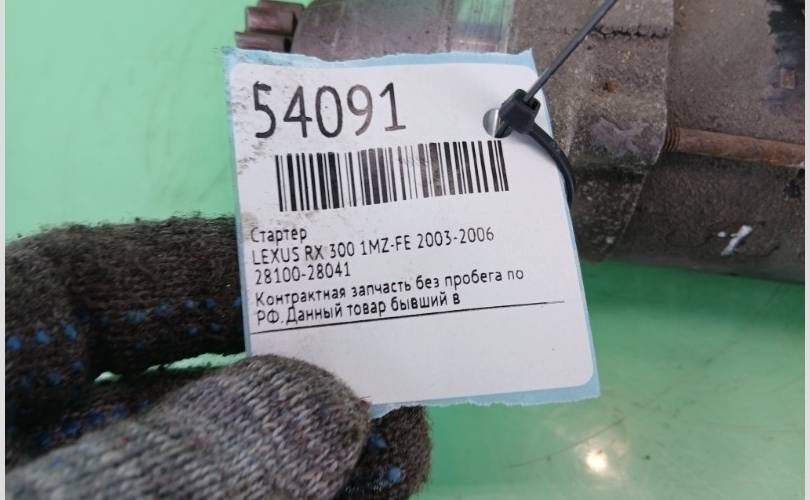 54091
Стартер
LEXUS RX 300 1MZ-FE 2003-2006
28100-28041
Контрактная запчасть без пробега по
РФ.Данный товар бывший в